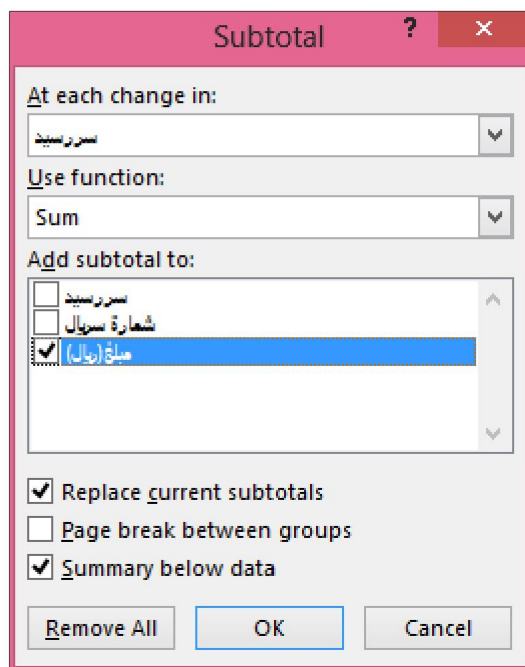 Subtotal ?
At each change in:
سررسید
Use function:
Sum
Add subtotal to:
سررسید
شمارة سریال
مبلغ(ریال)
Replace current subtotals
Page break between groups
Summary below data
Remove All OK Cancel